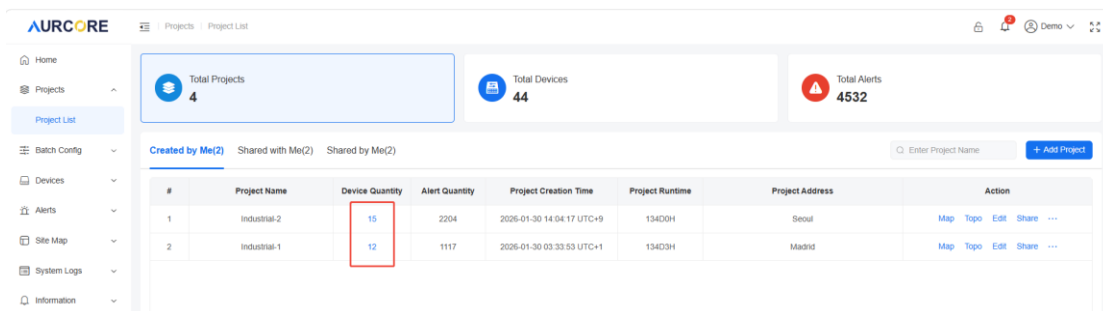 AURCORE
Projects | Project List
2
Demo
Home
Projects
Project List
Batch Config
Devices
Alerts
Site Map
System Logs
Information
Total Projects
4
Total Devices
44
Total Alerts
4532
Created by Me(2) Shared with Me(2) Shared by Me(2)
Enter Project Name
+ Add Project
# Project Name Device Quantity Alert Quantity Project Creation Time Project Runtime Project Address Action
1 Industrial-2 15 2204 2026-01-30 14:04:17 UTC+9 134D0H Seoul Map Topo Edit Share ···
2 Industrial-1 12 1117 2026-01-30 03:33:53 UTC+1 134D3H Madrid Map Topo Edit Share ···